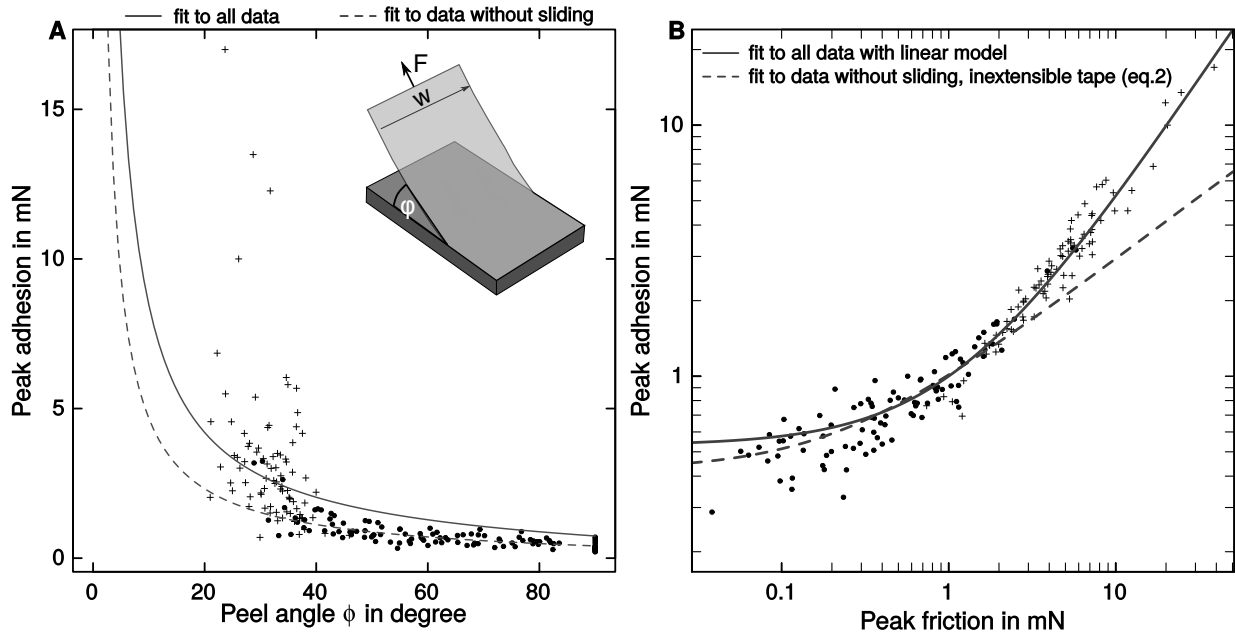 A
fit to all data
fit to data without sliding
15
10
5
0
Peak adhesion in mN
0
20
40
60
80
Peel angle ϕ in degree
F
w
φ
B
fit to all data with linear model
fit to data without sliding, inextensible tape (eq.2)
10
1
Peak adhesion in mN
0.1
1
10
Peak friction in mN